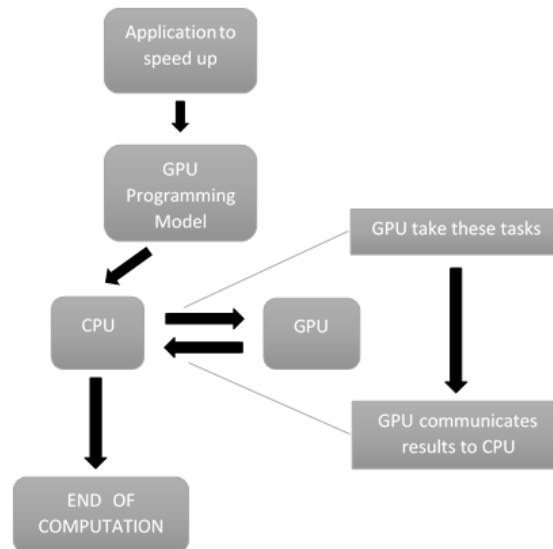 Application to
speed up
GPU
Programming
Model
GPU take these tasks
CPU
GPU
GPU communicates
results to CPU
END OF
COMPUTATION